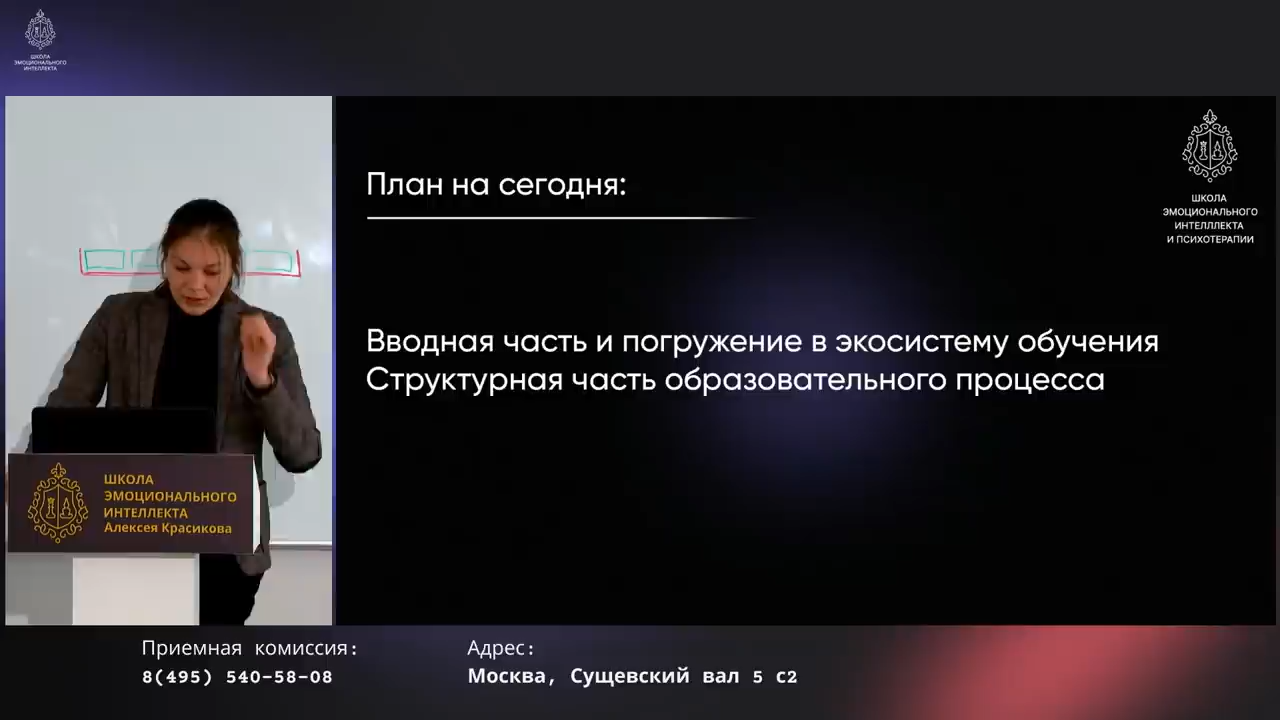 ШКОЛА
ЭМОЦИОНАЛЬНОГО
ИНТЕЛЛЕКТА
План на сегодня:
ШКОЛА
ЭМОЦИОНАЛЬНОГО
ИНТЕЛЛЛЕКТА
И ПСИХОТЕРАПИИ
Вводная часть и погружение в экосистему обучения
Структурная часть образовательного процесса
ШКОЛА
ЭМОЦИОНАЛЬНОГО
ИНТЕЛЛЕКТА
Алексея Красикова
Приемная комиссия:
8(495) 540-58-08
Адрес:
Москва, Сущевский вал 5 с2